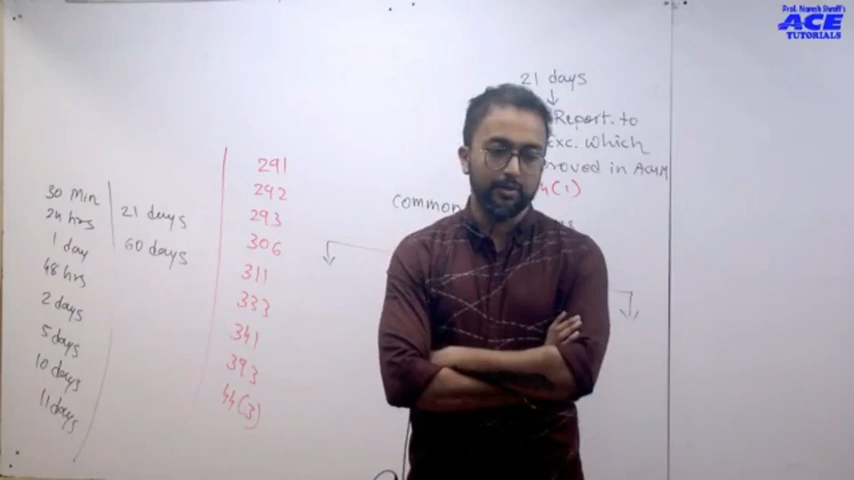 Prof. Naresh Shroff's
ACE
TUTORIALS
30 Min
24 hrs
1 day
48 hrs
2 days
5 days
10 days
11 days
21 days
60 days
291
292
293
306
311
333
341
393
44(3)
21 days
Report. to
Exc. which
proved in AGM
(1)
Common